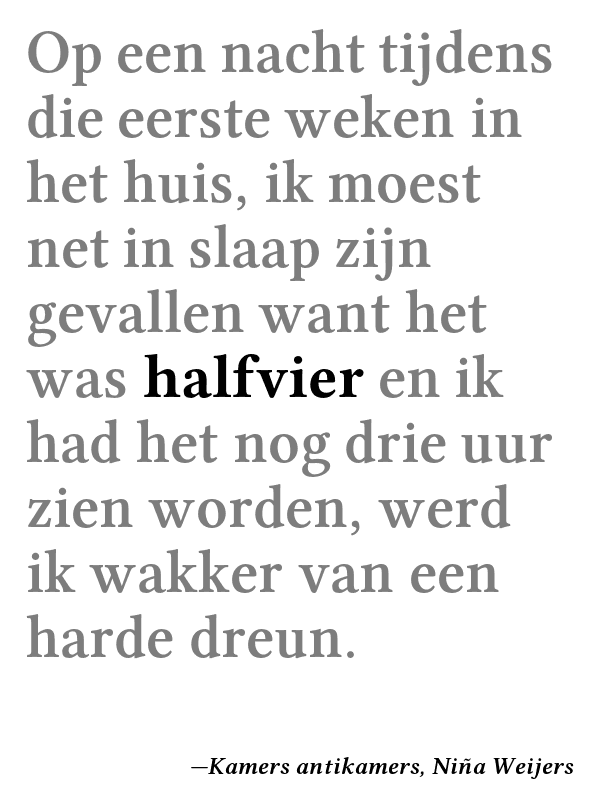 Op een nacht tijdens
die eerste weken in
het huis, ik moest
net in slaap zijn
gevallen want het
was halfvier en ik
had het nog drie uur
zien worden, werd
ik wakker van een
harde dreun.
—Kamers antikamers, Niña Weijers